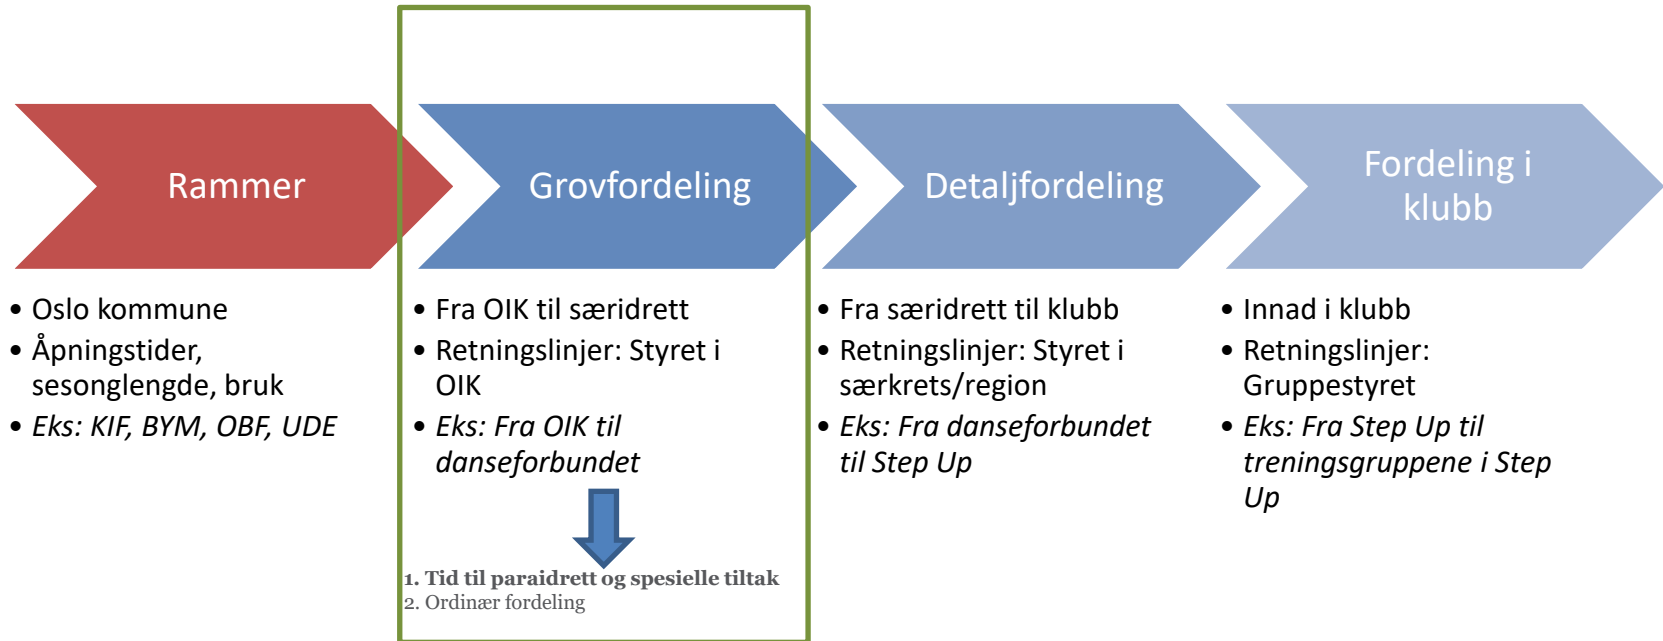 Rammer
Grovfordeling
Detaljfordeling
Fordeling i
klubb
• Oslo kommune
• Åpningstider,
sesonglengde, bruk
• Eks: KIF, BYM, OBF, UDE
• Fra OIK til særidrett
• Retningslinjer: Styret i
OIK
• Eks: Fra OIK til
danseforbundet
1. Tid til paraidrett og spesielle tiltak
2. Ordinær fordeling
• Fra særidrett til klubb
• Retningslinjer: Styret i
særkrets/region
• Eks: Fra danseforbundet
til Step Up
• Innad i klubb
• Retningslinjer:
Gruppestyret
• Eks: Fra Step Up til
treningsgruppene i Step
Up